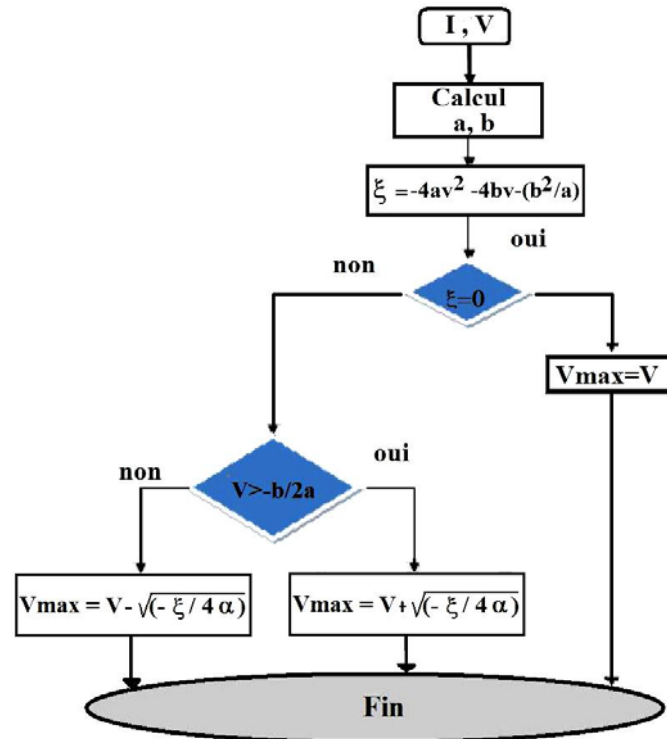 I , V
Calcul
a, b
ξ =-4av² -4bv-(b²/a)
oui
non
ξ=0
Vmax=V
non
oui
V>-b/2a
Vmax = V-√(- ξ / 4 α)
Vmax = V+√(- ξ / 4 α)
Fin